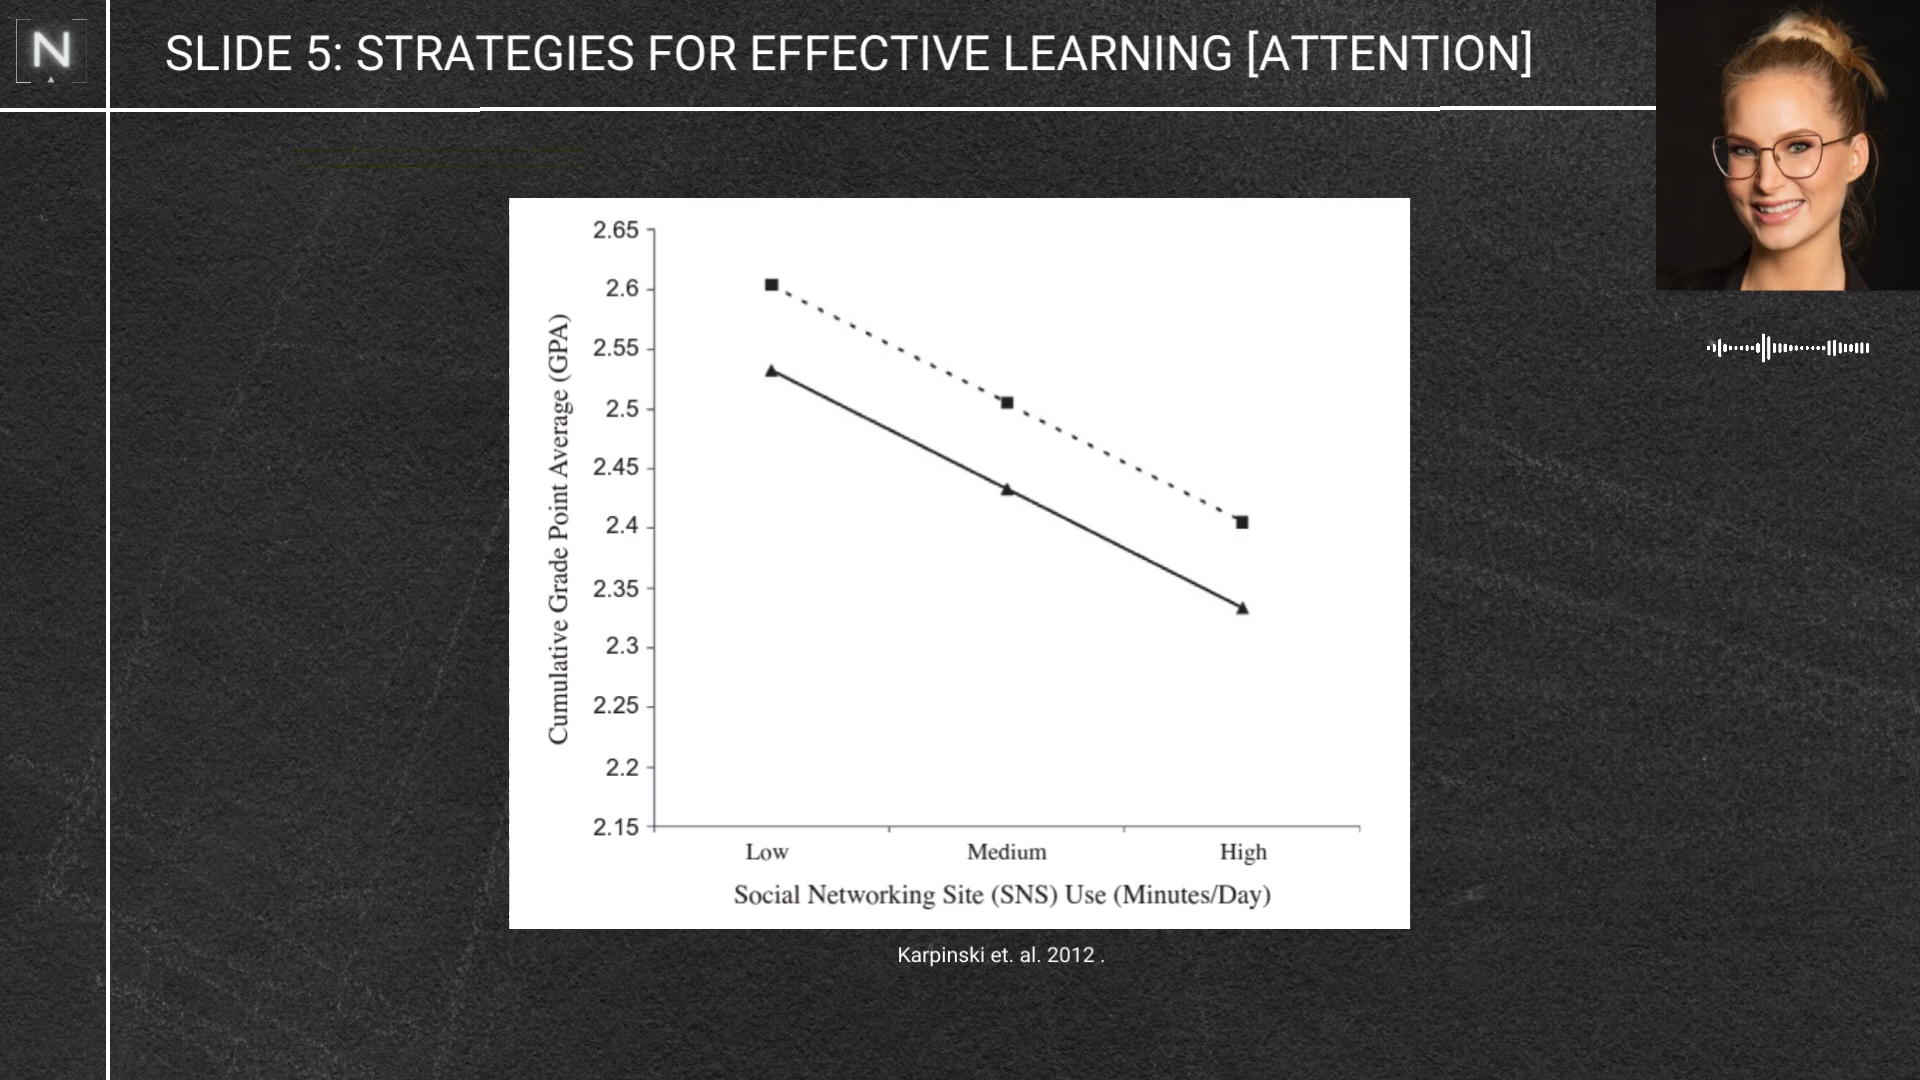 N
SLIDE 5: STRATEGIES FOR EFFECTIVE LEARNING [ATTENTION]
Cumulative Grade Point Average (GPA)
2.65
2.6
2.55
2.5
2.45
2.4
2.35
2.3
2.25
2.2
2.15
Low Medium High
Social Networking Site (SNS) Use (Minutes/Day)
Karpinski et. al. 2012 .